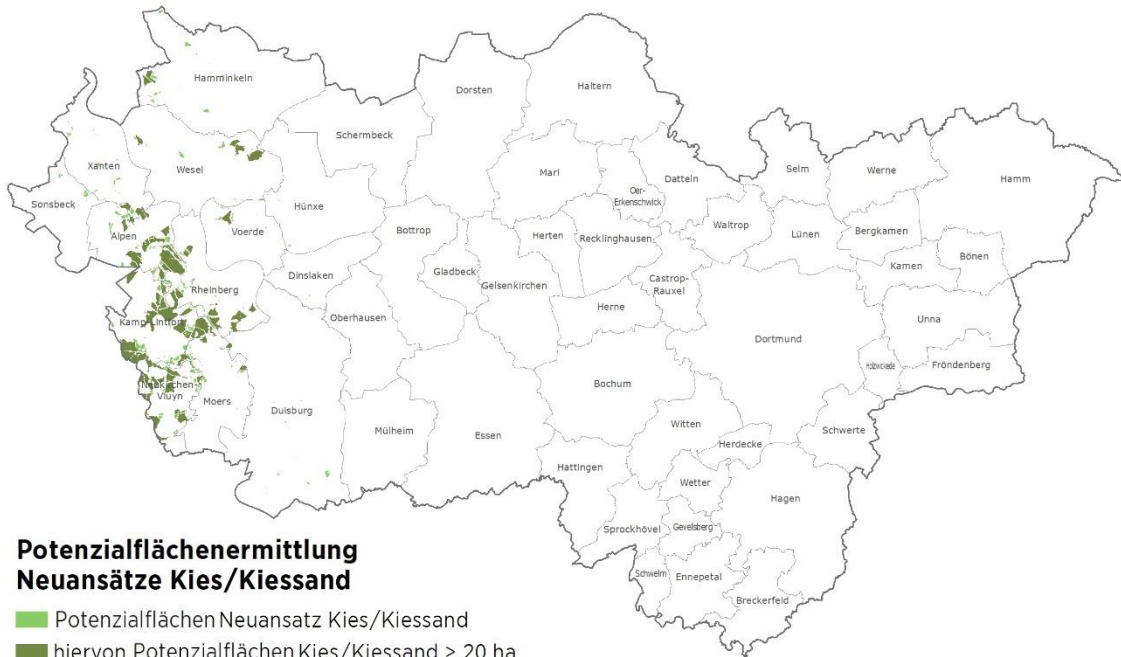 Hamminkeln
Dorsten
Haltern
Schermbeck
Xanten
Wesel
Marl
Oer-
Erkenschwick
Datteln
Selm
Werne
Hamm
Sonsbeck
Hünxe
Alpen
Voerde
Bottrop
Herten
Recklinghausen
Waltrop
Lünen
Bergkamen
Bönen
Kamen
Dinslaken
Gladbeck
Gelsenkirchen
Castrop-
Rauxel
Rheinberg
Herne
Oberhausen
Unna
Kamp-Lintfort
Dortmund
Holzwickede
Fröndenberg
Neukirchen-
Vluyn
Moers
Bochum
Duisburg
Mülheim
Essen
Witten
Schwerte
Herdecke
Hattingen
Wetter
Hagen
Sprockhövel
Gevelsberg
Schwelm
Ennepetal
Breckerfeld
Potenzialflächenermittlung
Neuansätze Kies/Kiessand
Potenzialflächen Neuansatz Kies/Kiessand
hiervon Potenzialflächen Kies/Kiessand > 20 ha